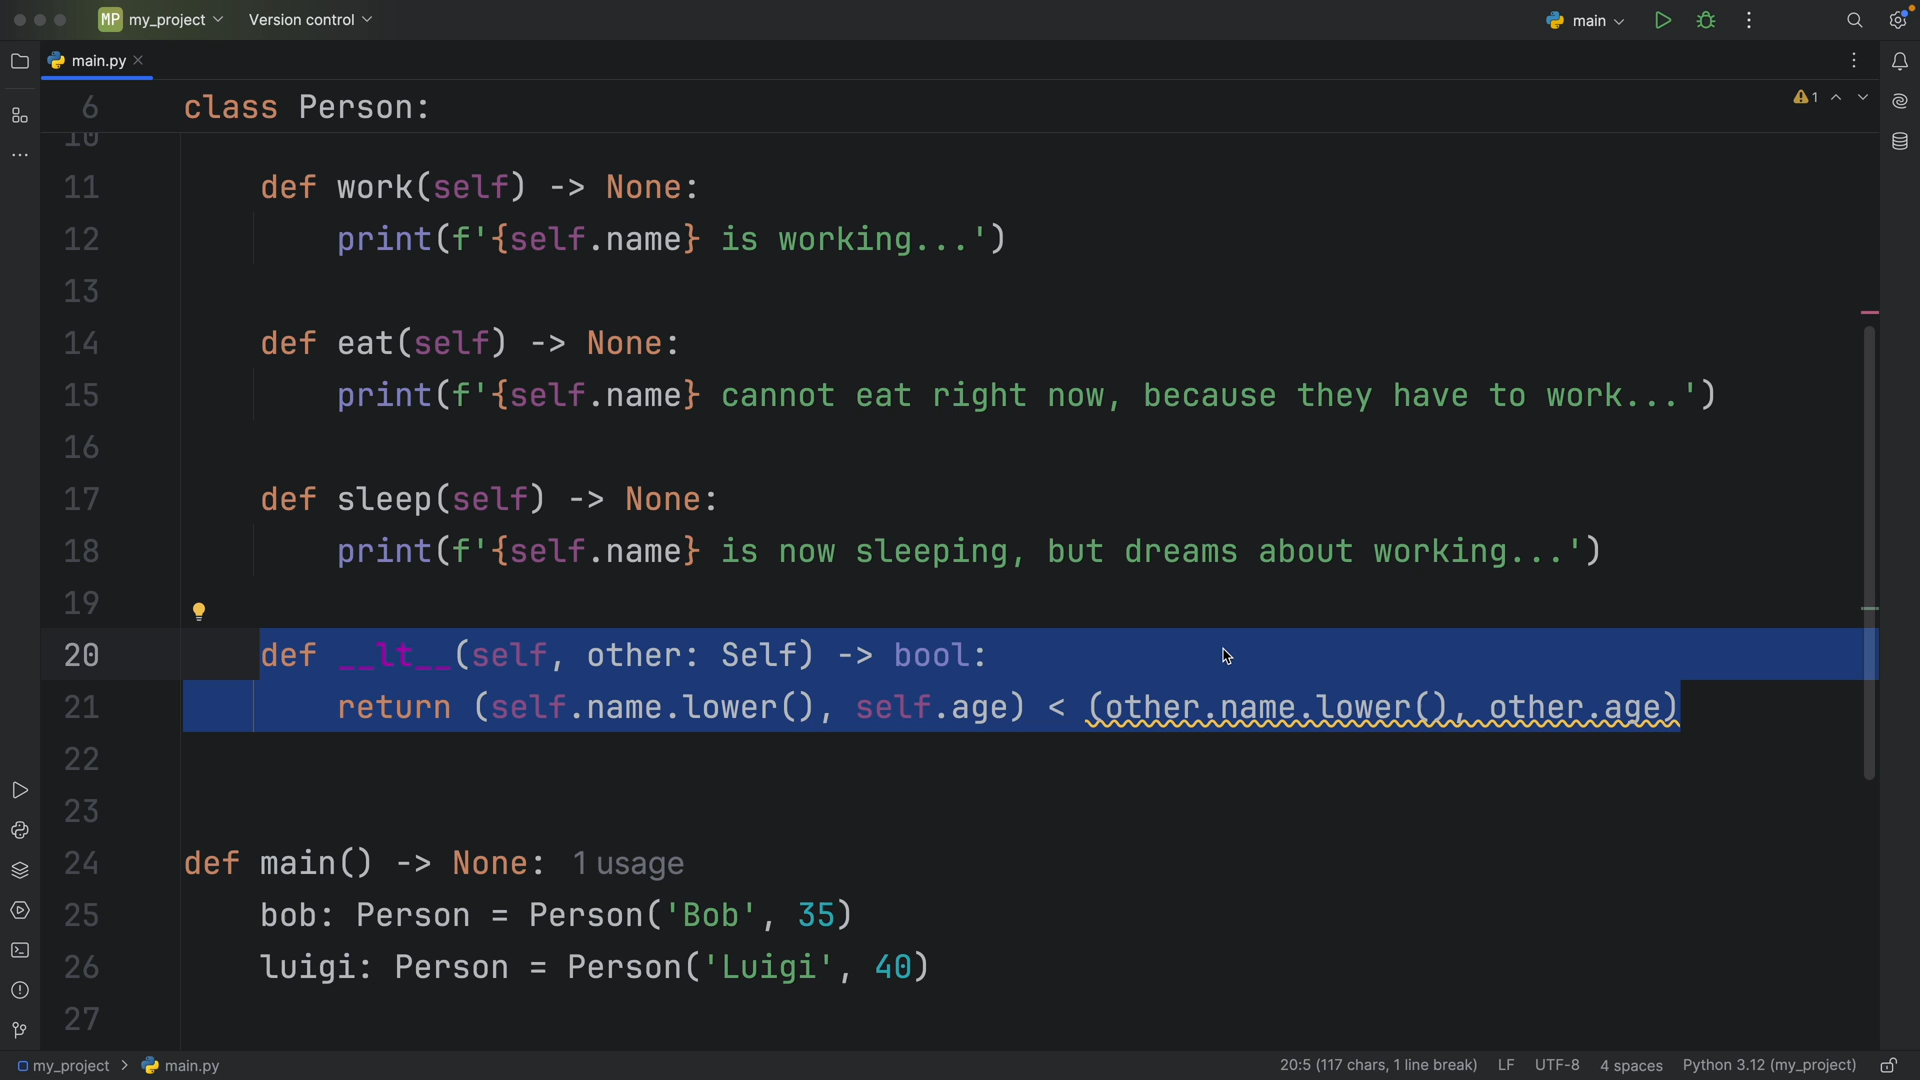 MP my_project Version control main
main.py
6 class Person:
1
10
11 def work(self) -> None:
12 print(f'{self.name} is working...')
13
14 def eat(self) -> None:
15 print(f'{self.name} cannot eat right now, because they have to work...')
16
17 def sleep(self) -> None:
18 print(f'{self.name} is now sleeping, but dreams about working...')
19
20 def __lt__(self, other: Self) -> bool:
21 return (self.name.lower(), self.age) < (other.name.lower(), other.age)
22
23
24 def main() -> None: 1 usage
25 bob: Person = Person('Bob', 35)
26 luigi: Person = Person('Luigi', 40)
27
my_project > main.py 20:5 (117 chars, 1 line break) LF UTF-8 4 spaces Python 3.12 (my_project)